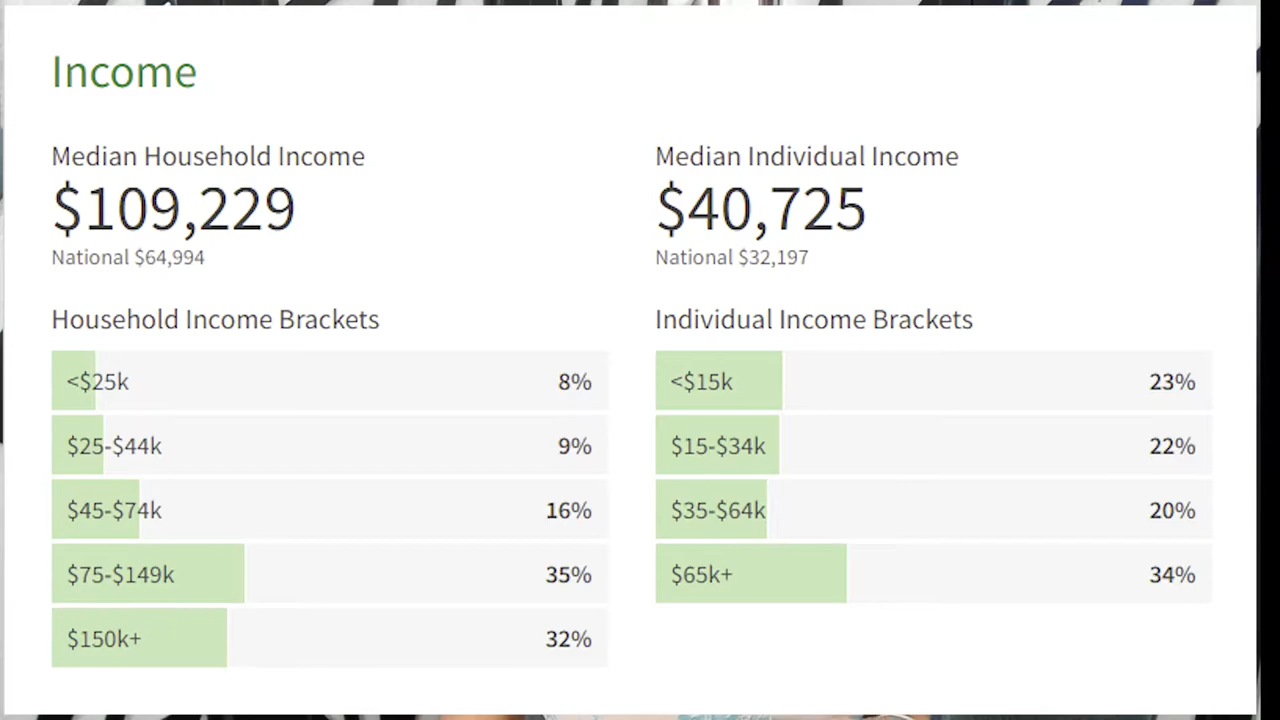 Income
Median Household Income
$109,229
National $64,994
Household Income Brackets
<$25k 8%
$25-$44k 9%
$45-$74k 16%
$75-$149k 35%
$150k+ 32%
Median Individual Income
$40,725
National $32,197
Individual Income Brackets
<$15k 23%
$15-$34k 22%
$35-$64k 20%
$65k+ 34%